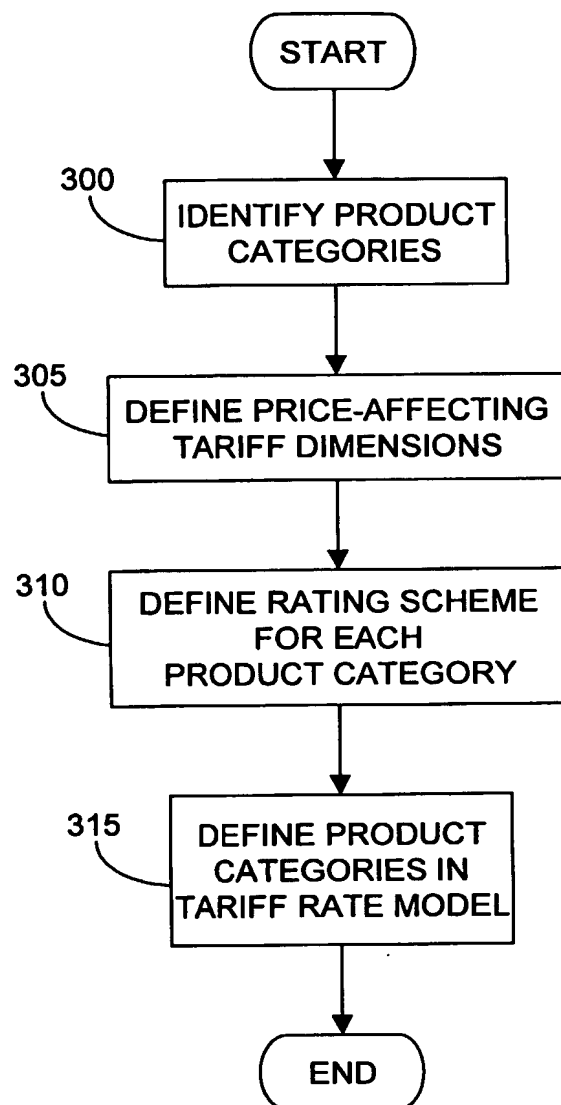 START
300
IDENTIFY PRODUCT
CATEGORIES
305
DEFINE PRICE-AFFECTING
TARIFF DIMENSIONS
310
DEFINE RATING SCHEME
FOR EACH
PRODUCT CATEGORY
315
DEFINE PRODUCT
CATEGORIES IN
TARIFF RATE MODEL
END